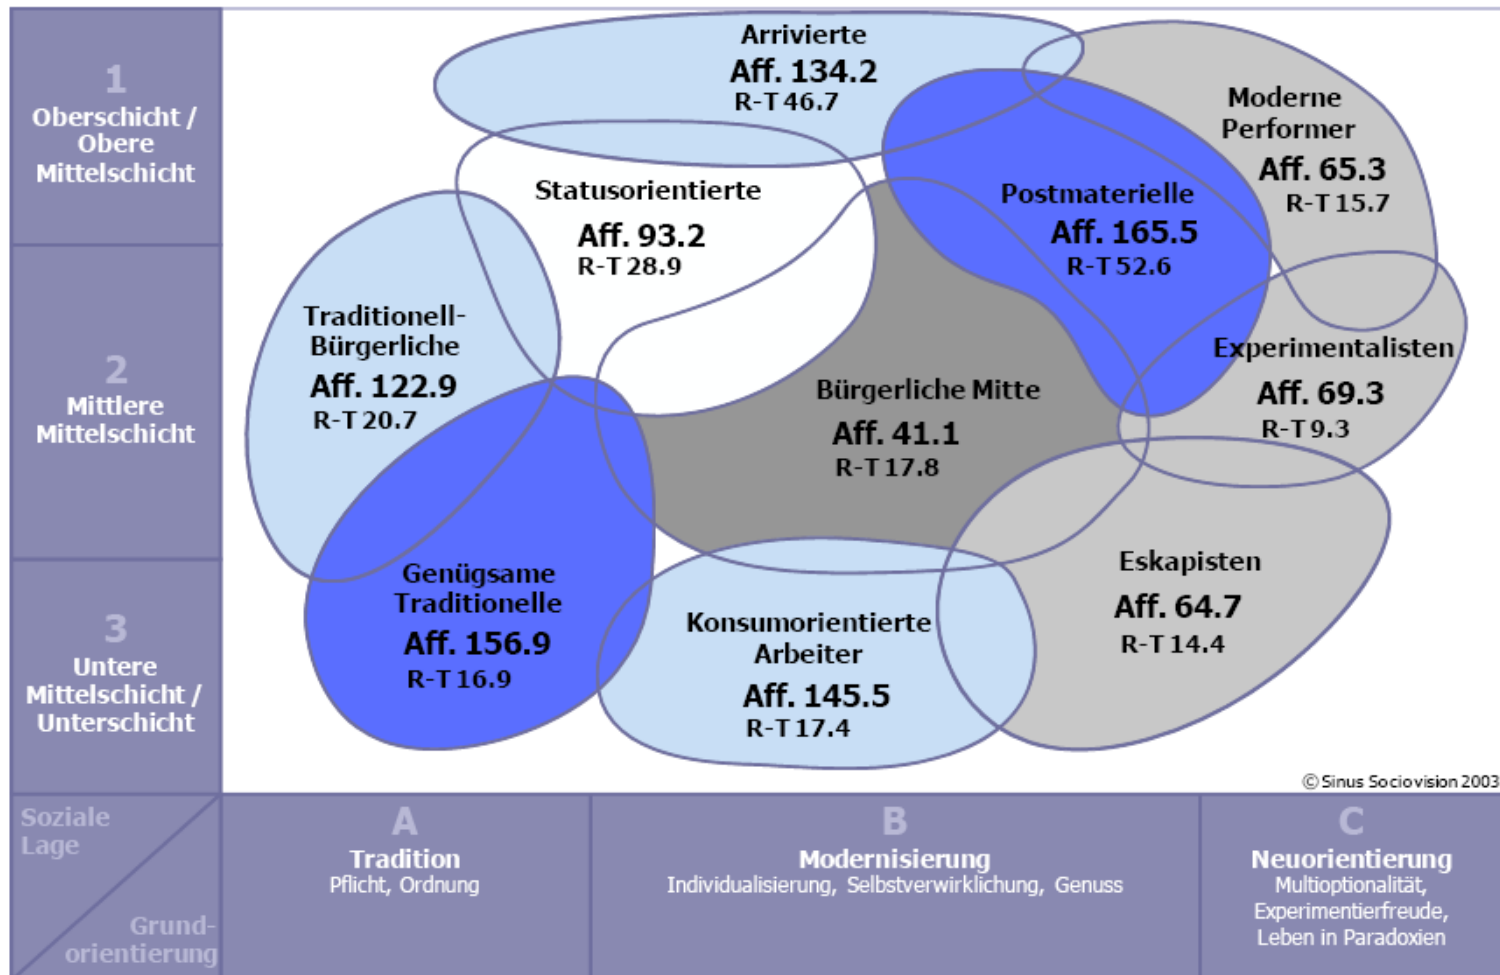 1
Oberschicht /
Obere
Mittelschicht
2
Mittlere
Mittelschicht
3
Untere
Mittelschicht /
Unterschicht
Arrivierte
Aff. 134.2
R-T 46.7
Moderne
Performer
Aff. 65.3
R-T 15.7
Statusorientierte
Aff. 93.2
R-T 28.9
Postmaterielle
Aff. 165.5
R-T 52.6
Traditionell-
Bürgerliche
Aff. 122.9
R-T 20.7
Bürgerliche Mitte
Aff. 41.1
R-T 17.8
Experimentalisten
Aff. 69.3
R-T 9.3
Genügsame
Traditionelle
Aff. 156.9
R-T 16.9
Konsumorientierte
Arbeiter
Aff. 145.5
R-T 17.4
Eskapisten
Aff. 64.7
R-T 14.4
© Sinus Sociovision 2003
Soziale
Lage
Grund-
orientierung
A
Tradition
Pflicht, Ordnung
B
Modernisierung
Individualisierung, Selbstverwirklichung, Genuss
C
Neuorientierung
Multioptionalität,
Experimentierfreude,
Leben in Paradoxien